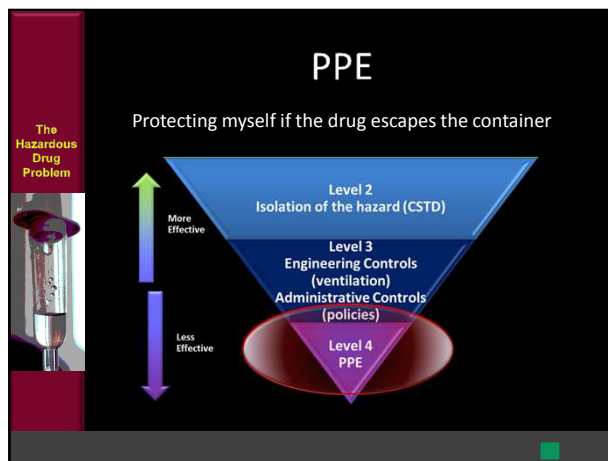 PPE
Protecting myself if the drug escapes the container
The
Hazardous
Drug
Problem
More
Effective
Less
Effective
Level 2
Isolation of the hazard (CSTD)
Level 3
Engineering Controls
(ventilation)
Administrative Controls
(policies)
Level 4
PPE